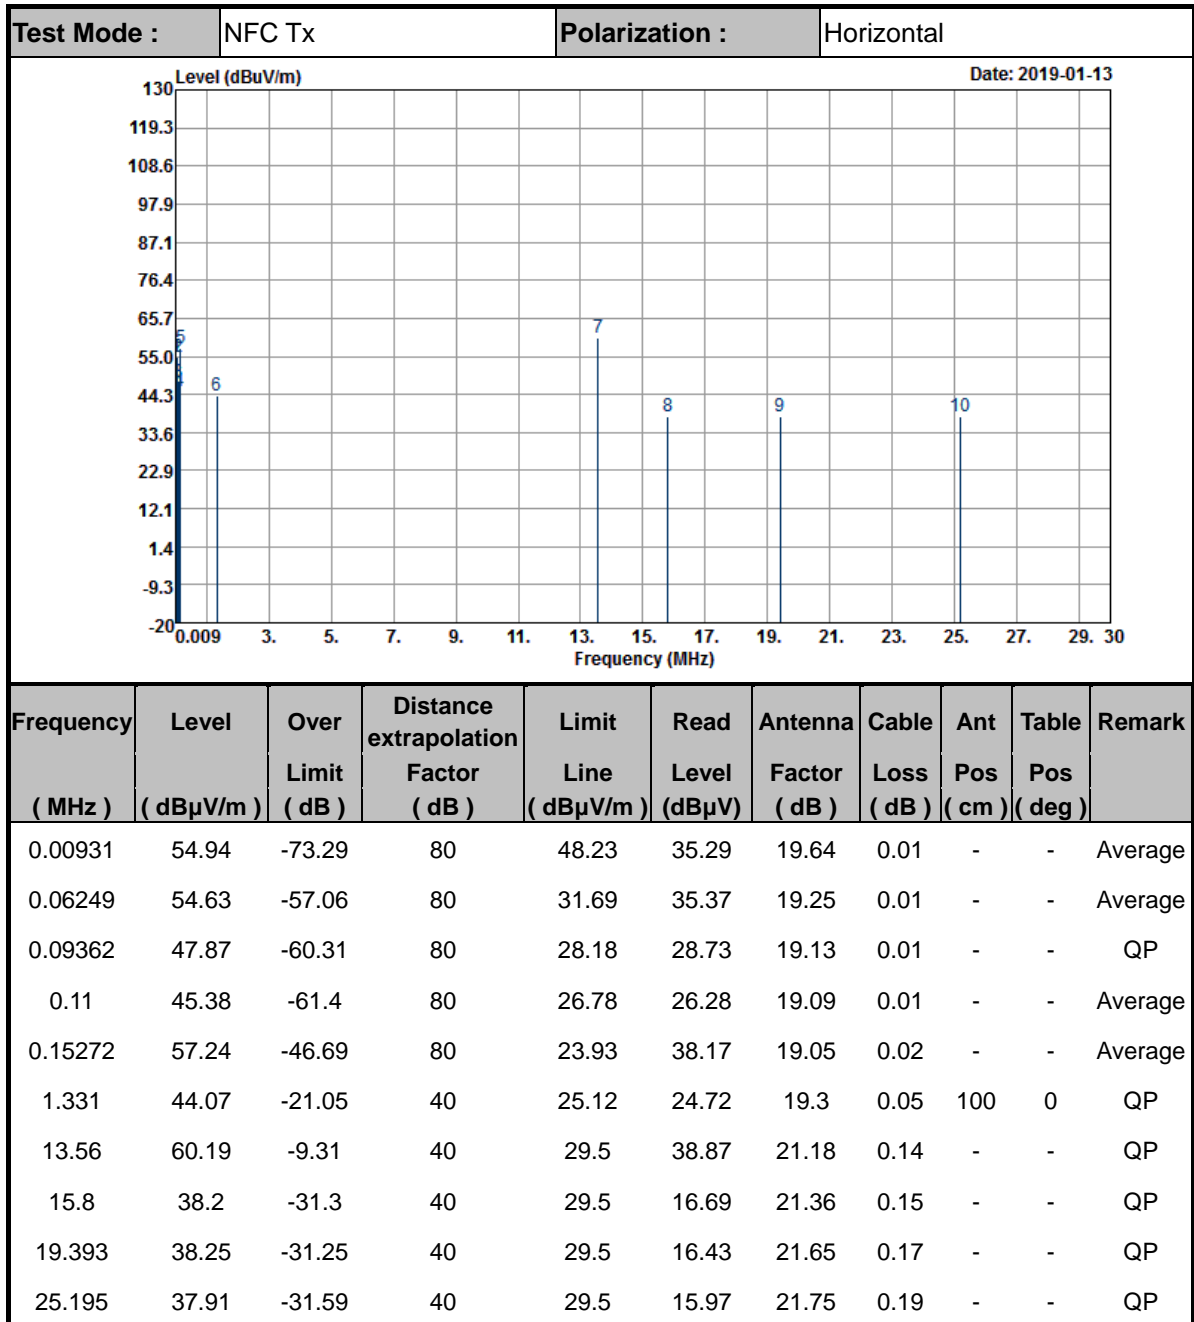 Test Mode : NFC Tx Polarization : Horizontal
Level (dBuV/m) Date: 2019-01-13
130
119.3
108.6
97.9
87.1
76.4
65.7
55.0
44.3
33.6
22.9
12.1
1.4
-9.3
-20
5
6
7
8
9
10
0.009 3. 5. 7. 9. 11. 13. 15. 17. 19. 21. 23. 25. 27. 29. 30
Frequency (MHz)
Frequency Level Over Distance extrapolation Limit Read Antenna Cable Ant Table Remark
Limit Factor Line Level Factor Loss Pos Pos
( MHz ) ( dBµV/m ) ( dB ) ( dB ) ( dBµV/m ) (dBµV) ( dB ) ( dB ) ( cm ) ( deg )
0.00931 54.94 -73.29 80 48.23 35.29 19.64 0.01 - - Average
0.06249 54.63 -57.06 80 31.69 35.37 19.25 0.01 - - Average
0.09362 47.87 -60.31 80 28.18 28.73 19.13 0.01 - - QP
0.11 45.38 -61.4 80 26.78 26.28 19.09 0.01 - - Average
0.15272 57.24 -46.69 80 23.93 38.17 19.05 0.02 - - Average
1.331 44.07 -21.05 40 25.12 24.72 19.3 0.05 100 0 QP
13.56 60.19 -9.31 40 29.5 38.87 21.18 0.14 - - QP
15.8 38.2 -31.3 40 29.5 16.69 21.36 0.15 - - QP
19.393 38.25 -31.25 40 29.5 16.43 21.65 0.17 - - QP
25.195 37.91 -31.59 40 29.5 15.97 21.75 0.19 - - QP